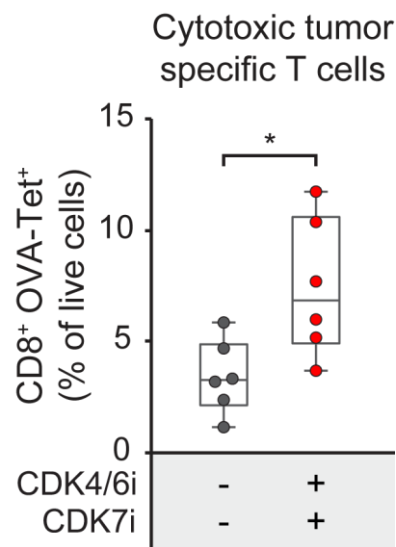 Cytotoxic tumor
specific T cells
CD8⁺ OVA-Tet⁺
(% of live cells)
15
10
5
0
*
CDK4/6i - +
CDK7i - +